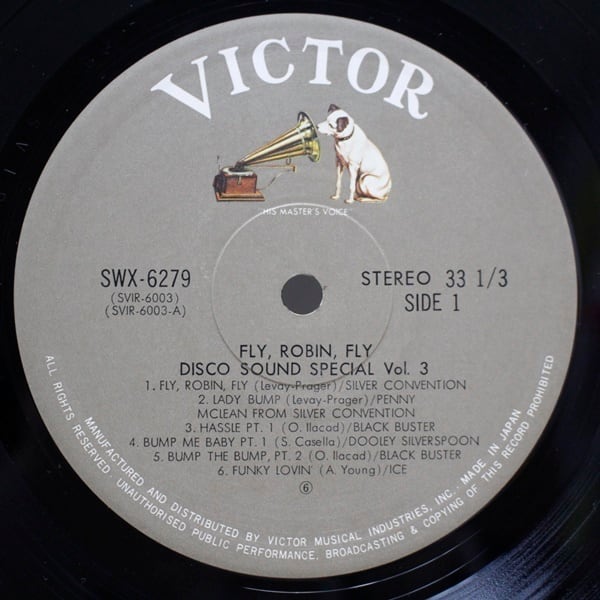 VICTOR
"HIS MASTER'S VOICE"
SWX-6279
(SVIR-6003)
(SVIR-6003-A)
STEREO 33 1/3
SIDE 1
FLY, ROBIN, FLY
DISCO SOUND SPECIAL Vol. 3
1. FLY, ROBIN, FLY (Levay-Prager)/SILVER CONVENTION
2. LADY BUMP (Levay-Prager)/PENNY
McLEAN FROM SILVER CONVENTION
3. HASSLE PT. 1 (O. Ilacad)/BLACK BUSTER
4. BUMP ME BABY PT. 1 (S. Casella)/DOOLEY SILVERSPOON
5. BUMP THE BUMP, PT. 2 (O. Ilacad)/BLACK BUSTER
6. FUNKY LOVIN' (A. Young)/ICE
6
MANUFACTURED AND DISTRIBUTED BY VICTOR MUSICAL INDUSTRIES, INC. · MADE IN JAPAN
ALL RIGHTS RESERVED. UNAUTHORISED PUBLIC PERFORMANCE, BROADCASTING & COPYING OF THIS RECORD PROHIBITED